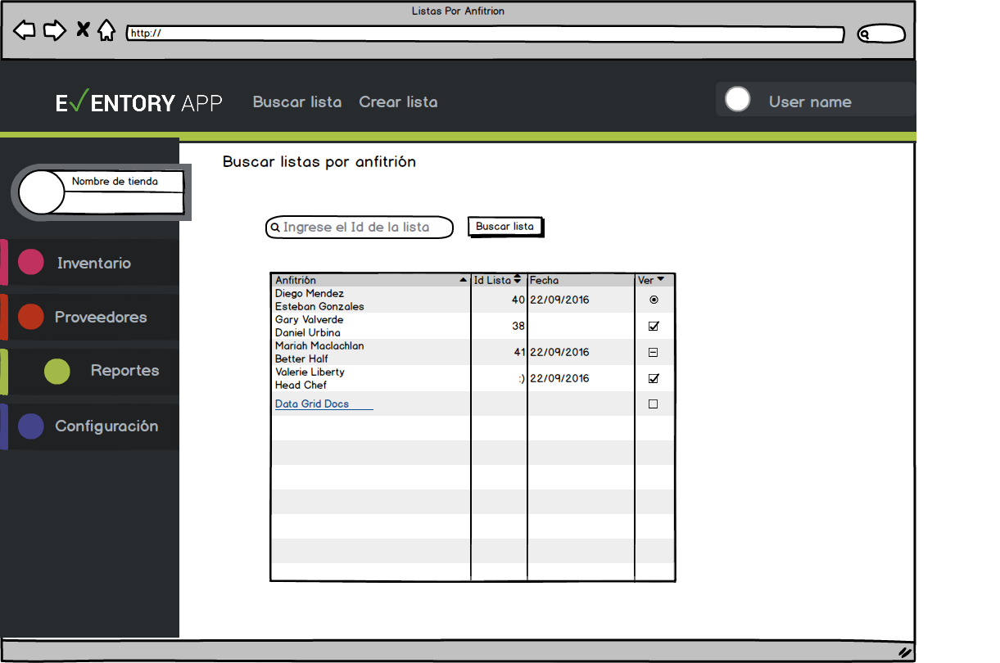 Listas Por Anfitrion
http://
E✓ENTORY APP
Buscar lista
Crear lista
User name
Nombre de tienda
Inventario
Proveedores
Reportes
Configuración
Buscar listas por anfitrión
Ingrese el Id de la lista
Buscar lista
Anfitrión Id Lista Fecha Ver
Diego Mendez
Esteban Gonzales
40 22/09/2016
Gary Valverde
Daniel Urbina
38
Mariah Maclachlan
Better Half
41 22/09/2016
Valerie Liberty
Head Chef
:) 22/09/2016
Data Grid Docs